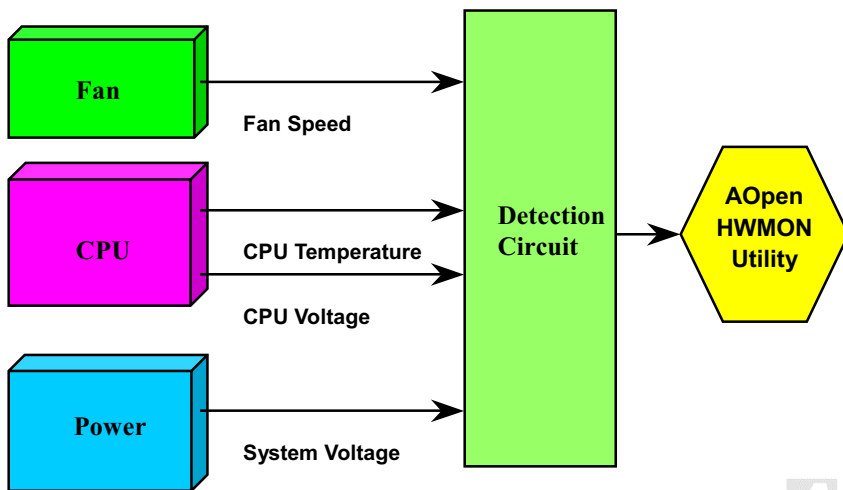 Fan
Fan Speed
CPU
CPU Temperature
CPU Voltage
Power
System Voltage
Detection
Circuit
AOpen
HWMON
Utility